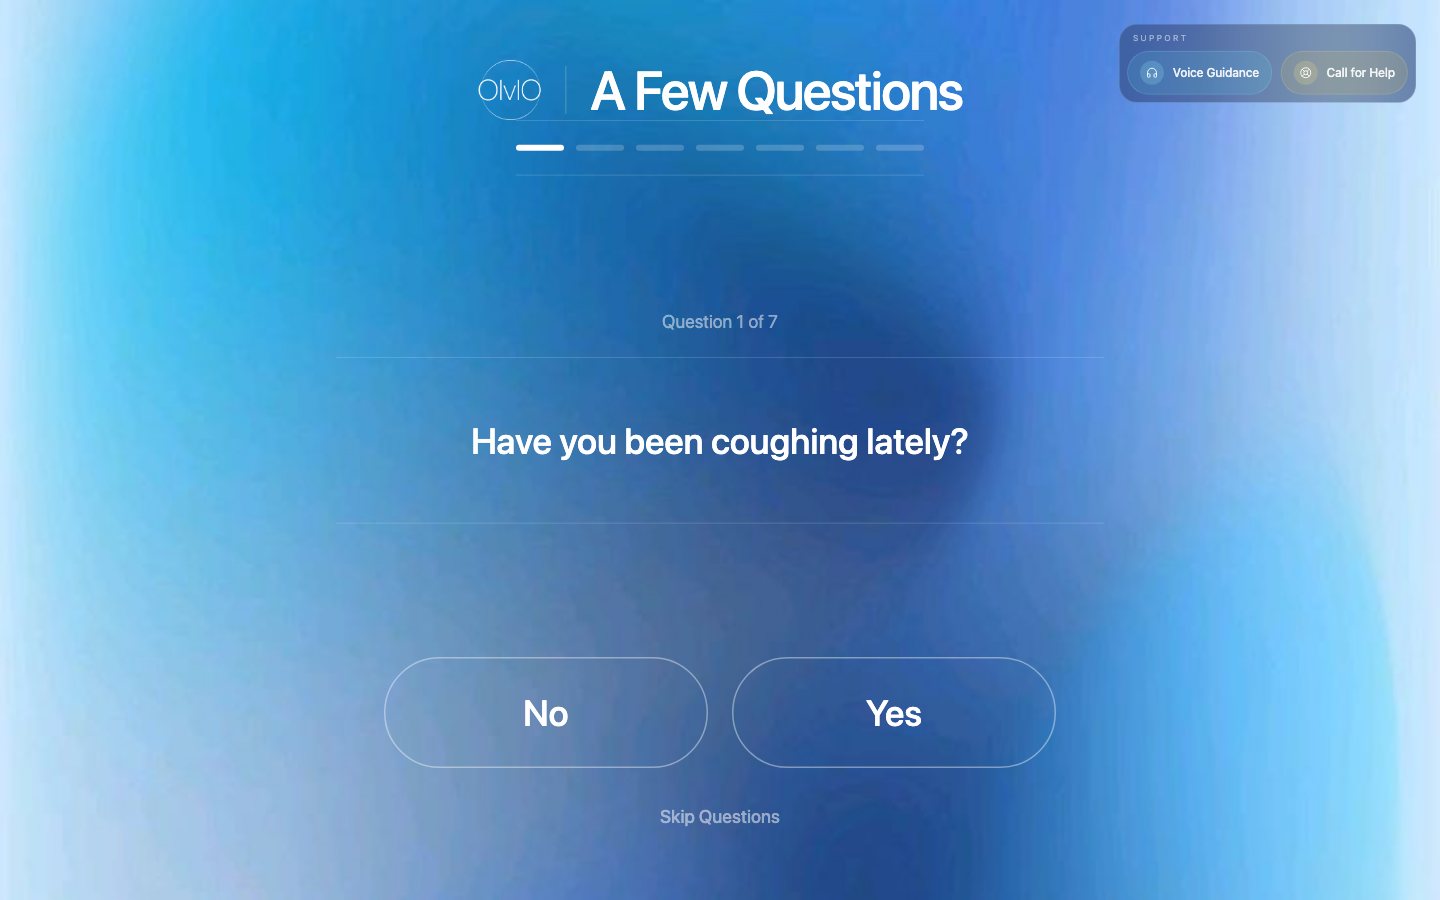 OMO
A Few Questions
SUPPORT
Voice Guidance
Call for Help
Question 1 of 7
Have you been coughing lately?
No
Yes
Skip Questions